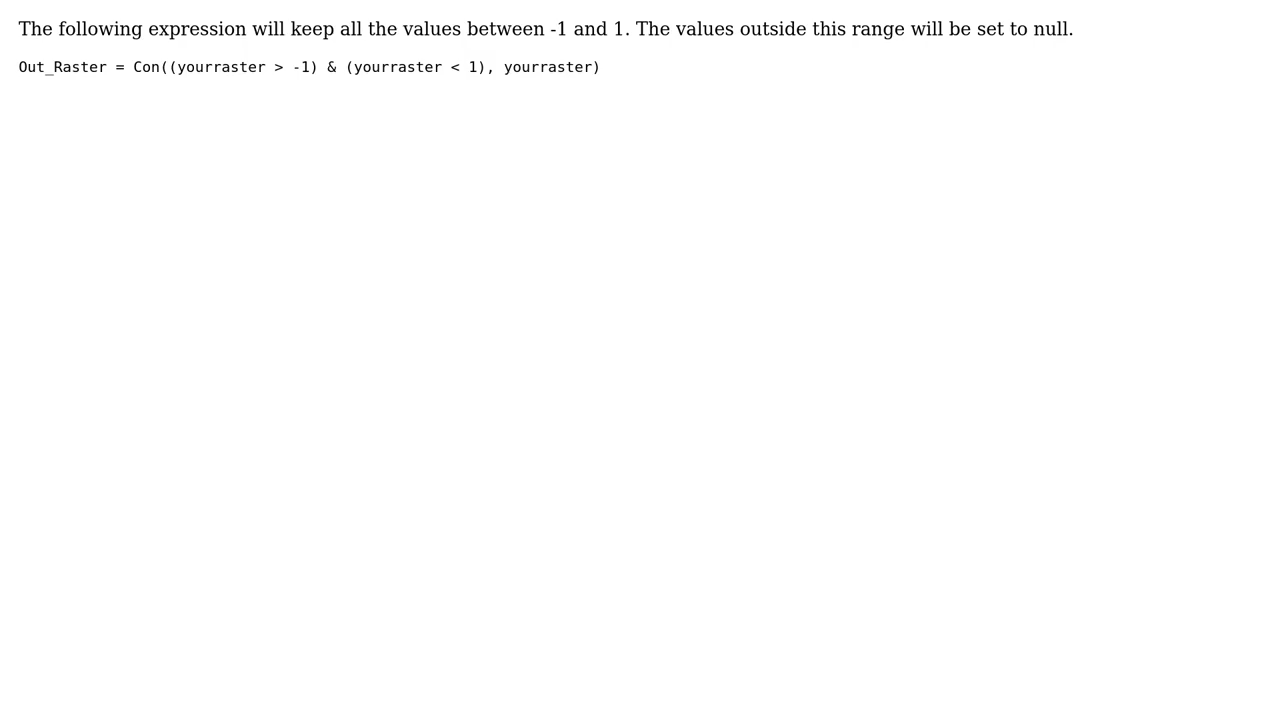 The following expression will keep all the values between -1 and 1. The values outside this range will be set to null.
Out_Raster = Con((yourraster > -1) & (yourraster < 1), yourraster)